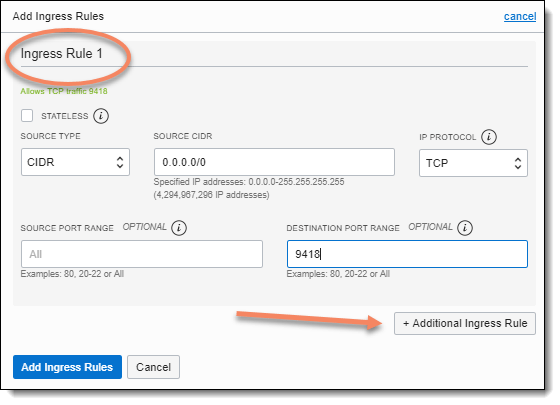 Add Ingress Rules cancel
Ingress Rule 1
Allows TCP traffic 9418
STATELESS i
SOURCE TYPE SOURCE CIDR IP PROTOCOL i
CIDR 0.0.0.0/0 TCP
Specified IP addresses: 0.0.0.0-255.255.255.255
(4,294,967,296 IP addresses)
SOURCE PORT RANGE OPTIONAL i DESTINATION PORT RANGE OPTIONAL i
All 9418
Examples: 80, 20-22 or All Examples: 80, 20-22 or All
+ Additional Ingress Rule
Add Ingress Rules Cancel